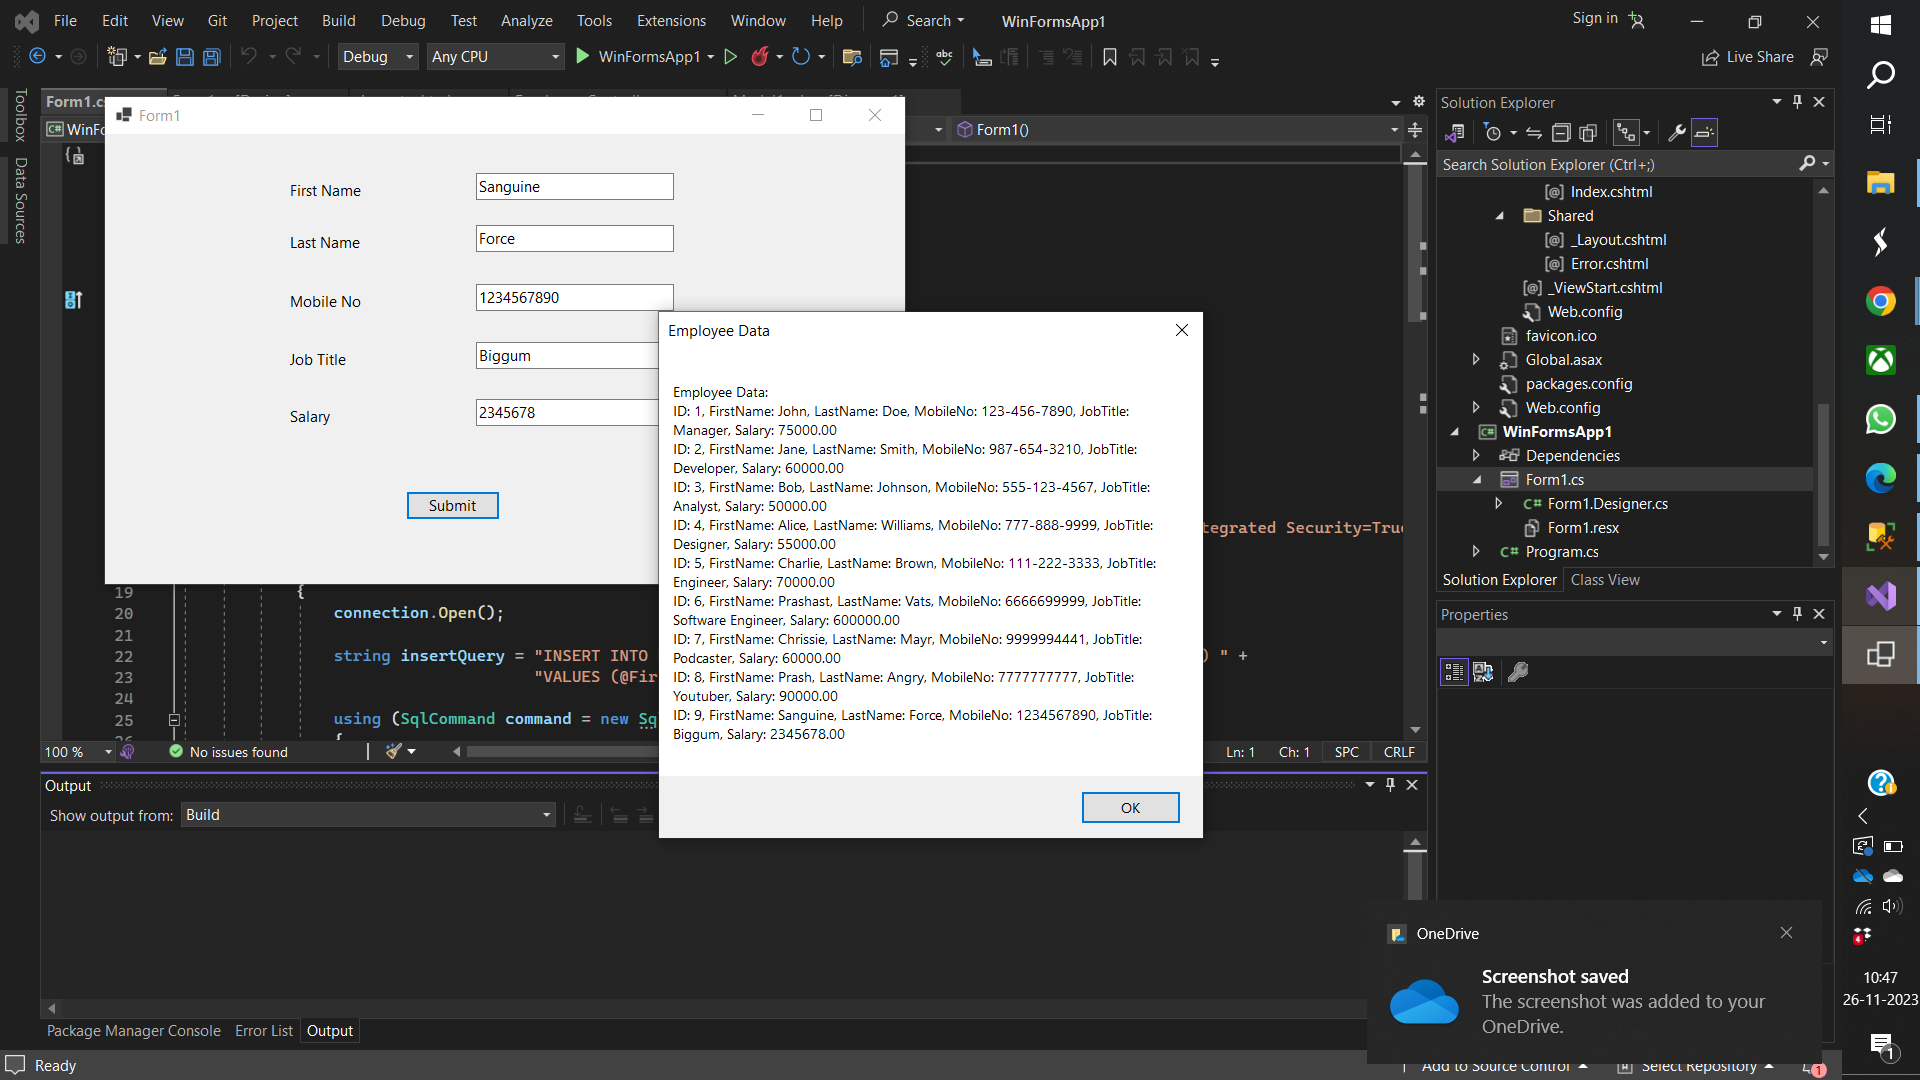 File Edit View Git Project Build Debug Test Analyze Tools Extensions Window Help Search WinFormsApp1 Sign in
Debug Any CPU WinFormsApp1 Live Share
Toolbox
Data Sources
Form1.cs
WinFo
Form1()
Form1
First Name Sanguine
Last Name Force
Mobile No 1234567890
Job Title Biggum
Salary 2345678
Submit
Employee Data
Employee Data:
ID: 1, FirstName: John, LastName: Doe, MobileNo: 123-456-7890, JobTitle:
Manager, Salary: 75000.00
ID: 2, FirstName: Jane, LastName: Smith, MobileNo: 987-654-3210, JobTitle:
Developer, Salary: 60000.00
ID: 3, FirstName: Bob, LastName: Johnson, MobileNo: 555-123-4567, JobTitle:
Analyst, Salary: 50000.00
ID: 4, FirstName: Alice, LastName: Williams, MobileNo: 777-888-9999, JobTitle:
Designer, Salary: 55000.00
ID: 5, FirstName: Charlie, LastName: Brown, MobileNo: 111-222-3333, JobTitle:
Engineer, Salary: 70000.00
ID: 6, FirstName: Prashast, LastName: Vats, MobileNo: 6666699999, JobTitle:
Software Engineer, Salary: 600000.00
ID: 7, FirstName: Chrissie, LastName: Mayr, MobileNo: 9999994441, JobTitle:
Podcaster, Salary: 60000.00
ID: 8, FirstName: Prash, LastName: Angry, MobileNo: 7777777777, JobTitle:
Youtuber, Salary: 90000.00
ID: 9, FirstName: Sanguine, LastName: Force, MobileNo: 1234567890, JobTitle:
Biggum, Salary: 2345678.00
OK
tegrated Security=True
19 {
20 connection.Open();
21
22 string insertQuery = "INSERT INTO ) " +
23 "VALUES (@Fir
24
25 using (SqlCommand command = new Sq
100 % No issues found Ln: 1 Ch: 1 SPC CRLF
Output
Show output from: Build
Package Manager Console Error List Output
Ready
Add to Source Control Select Repository 1
Solution Explorer
Search Solution Explorer (Ctrl+;)
Index.cshtml
Shared
_Layout.cshtml
Error.cshtml
_ViewStart.cshtml
Web.config
favicon.ico
Global.asax
packages.config
Web.config
C# WinFormsApp1
Dependencies
Form1.cs
C# Form1.Designer.cs
Form1.resx
C# Program.cs
Solution Explorer Class View
Properties
OneDrive
Screenshot saved
The screenshot was added to your
OneDrive.
4
10:47
26-11-2023
1